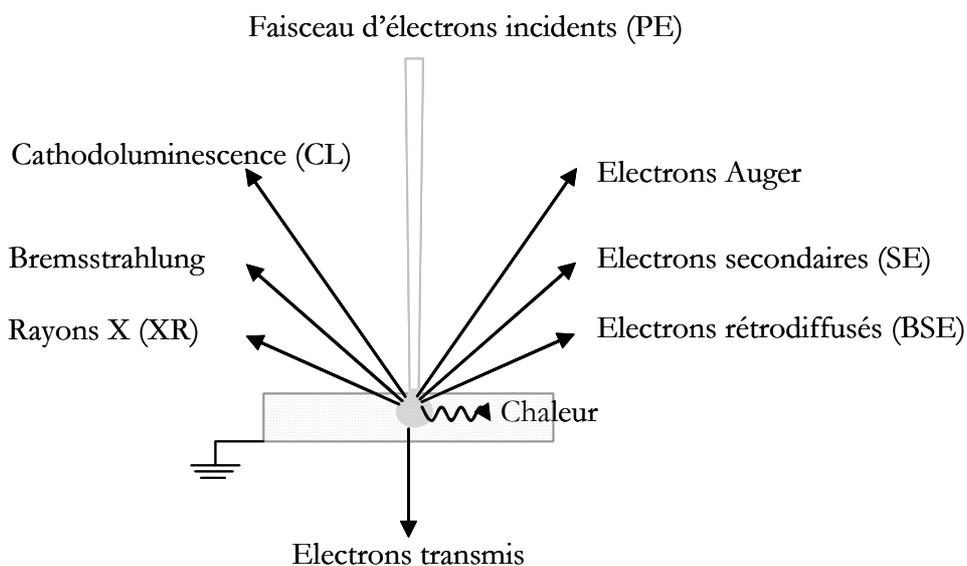 Faisceau d'électrons incidents (PE)
Cathodoluminescence (CL)
Electrons Auger
Bremsstrahlung
Electrons secondaires (SE)
Rayons X (XR)
Electrons rétrodiffusés (BSE)
Chaleur
Electrons transmis